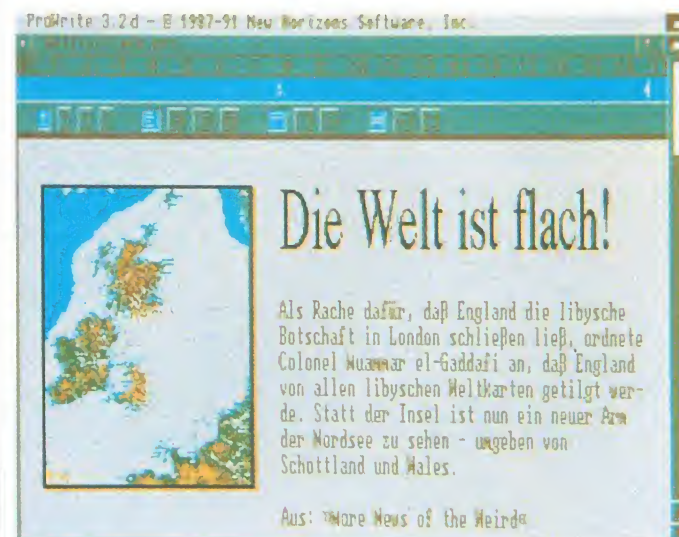 ProWrite 3.2d - © 1987-91 New Horizons Software, Inc.
3
4
Die Welt ist flach!
Als Rache dafür, daß England die libysche
Botschaft in London schließen ließ, ordnete
Colonel Muammar el-Gaddafi an, daß England
von allen libyschen Weltkarten getilgt wer-
de. Statt der Insel ist nun ein neuer Arm
der Nordsee zu sehen - umgeben von
Schottland und Wales.
Aus: »More News of the Weird«